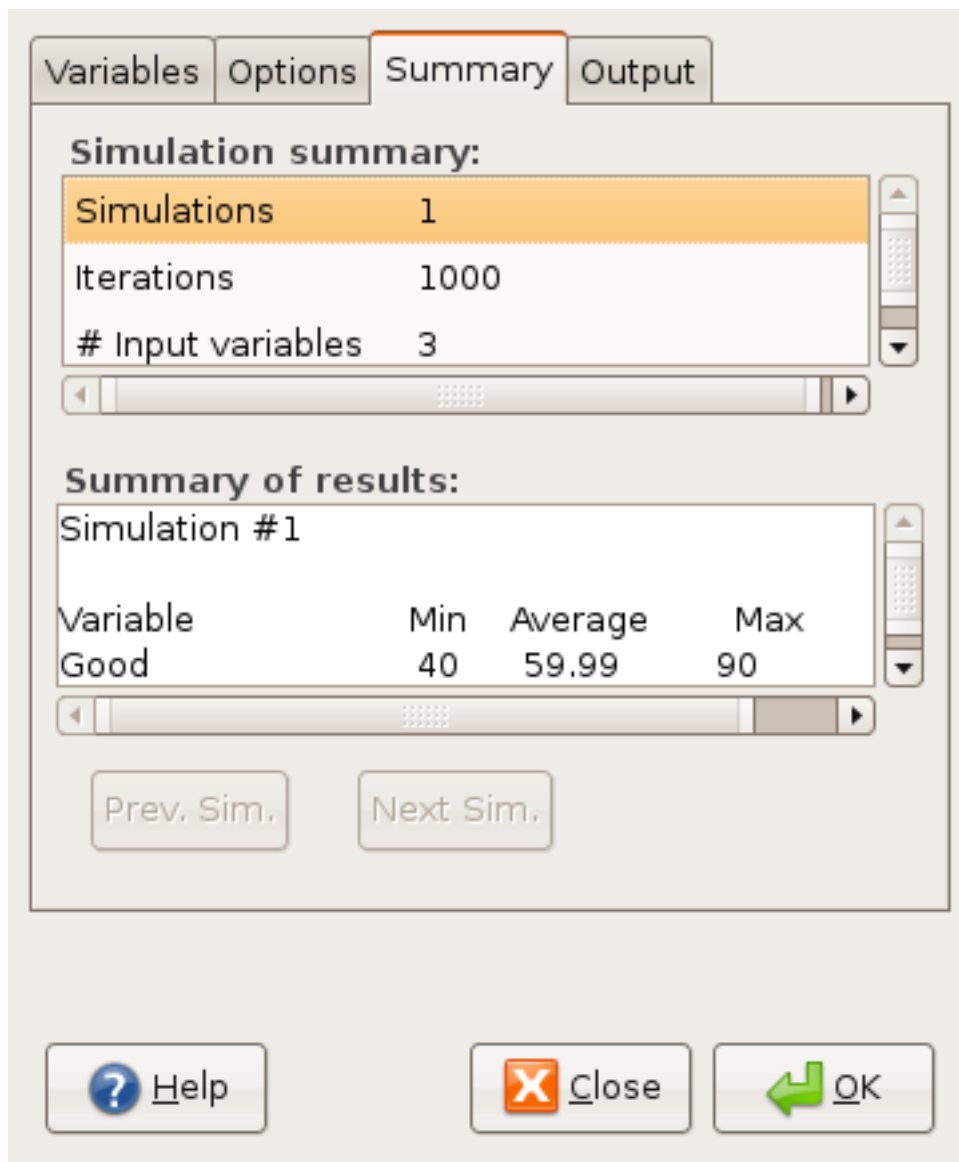 Variables Options Summary Output
Simulation summary:
Simulations 1
Iterations 1000
# Input variables 3
Summary of results:
Simulation #1
Variable Min Average Max
Good 40 59.99 90
Prev. Sim. Next Sim.
Help Close OK